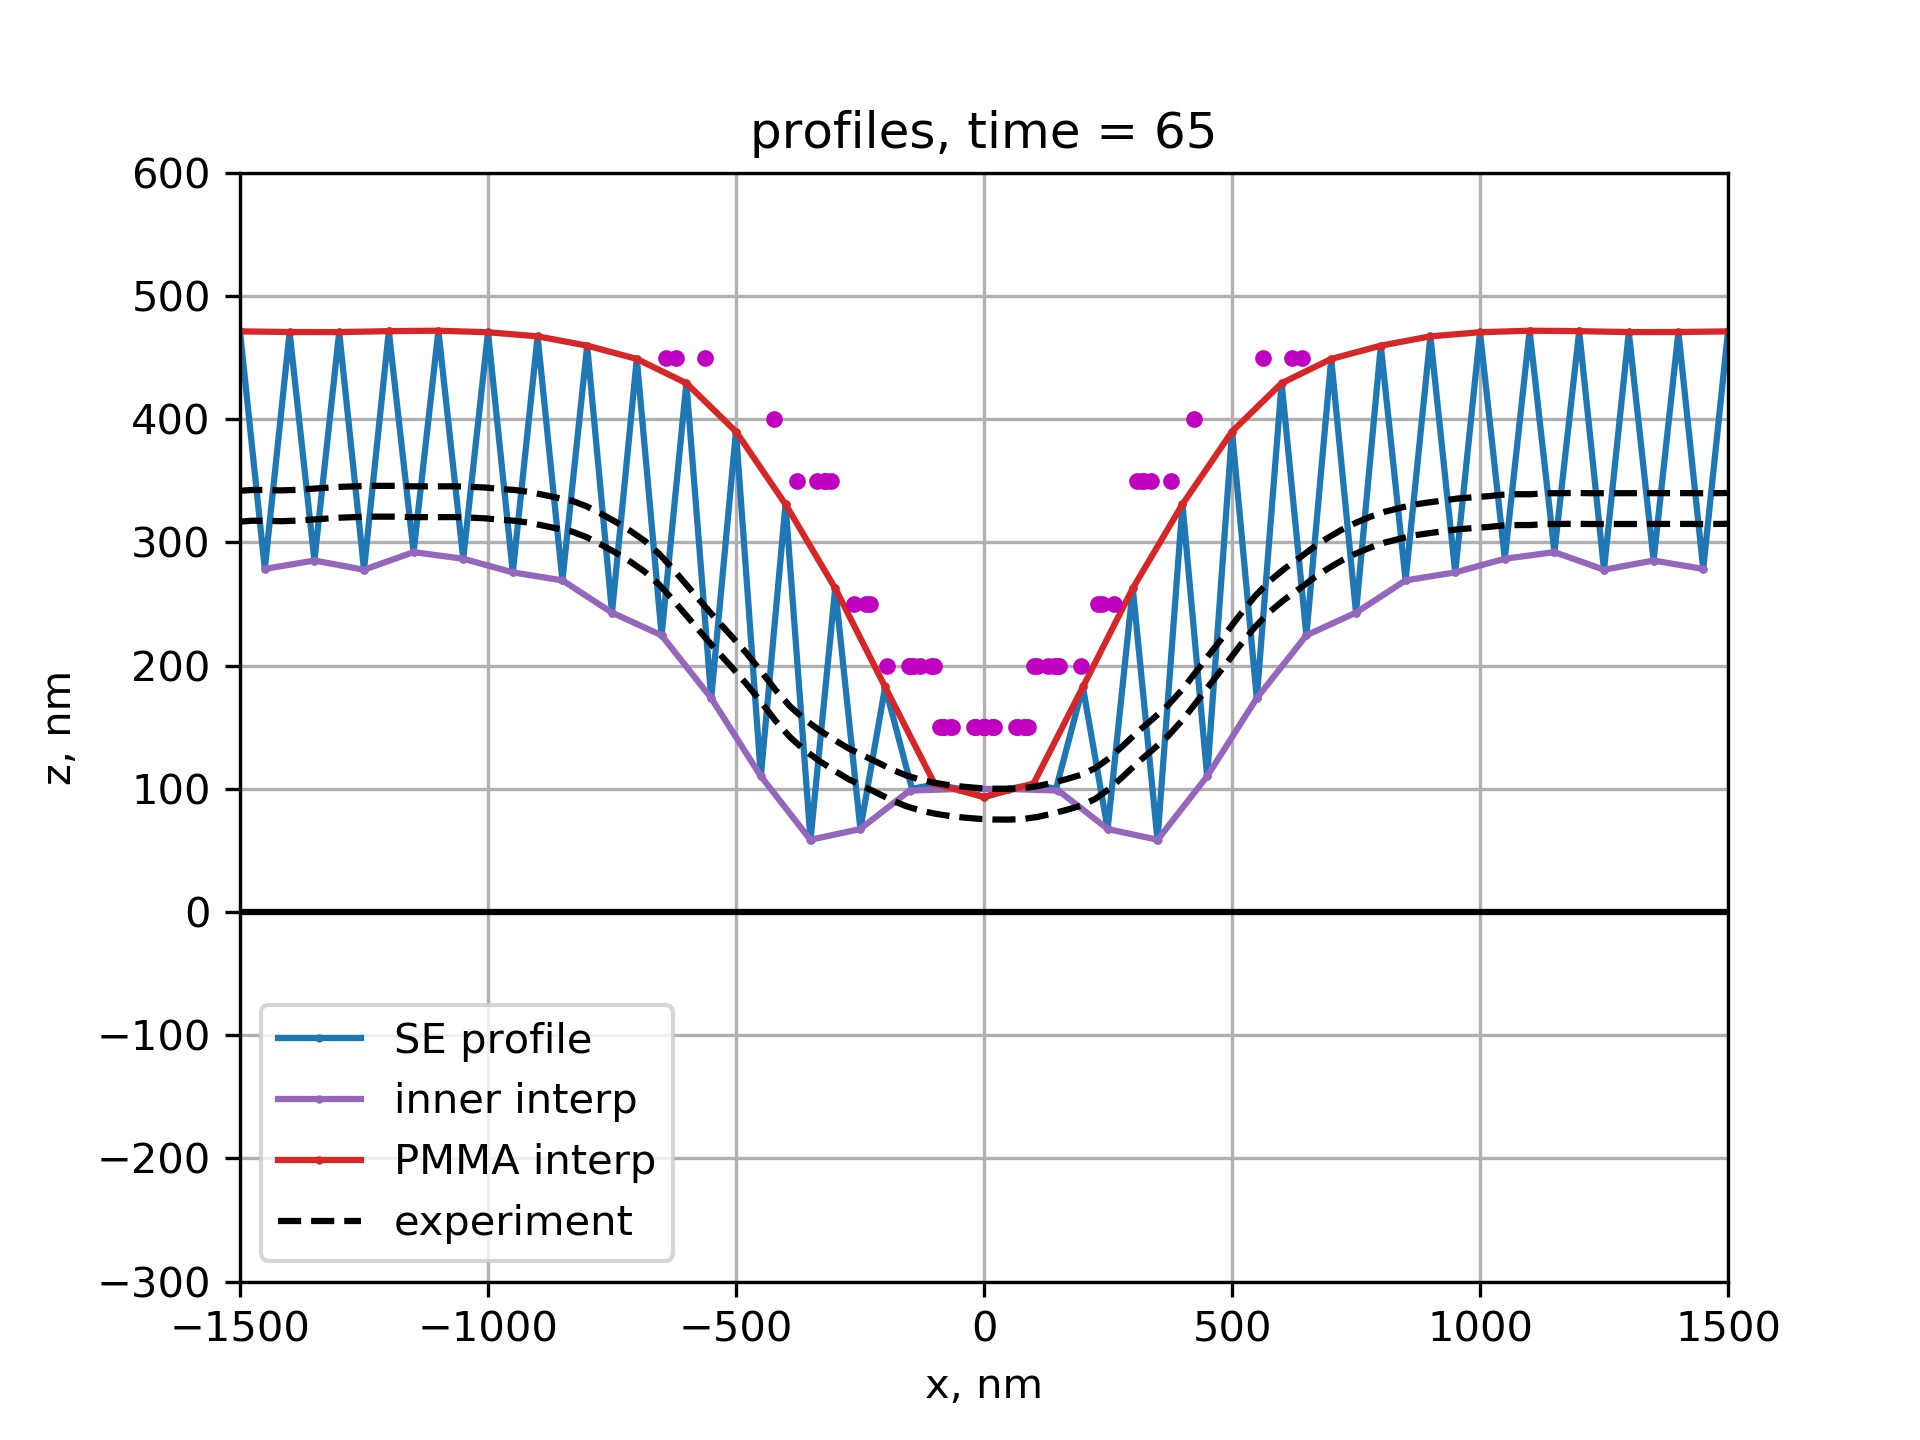 profiles, time = 65
600
500
400
300
200
100
0
−100
−200
−300
z, nm
SE profile
inner interp
PMMA interp
experiment
−1500 −1000 −500 0 500 1000 1500
x, nm